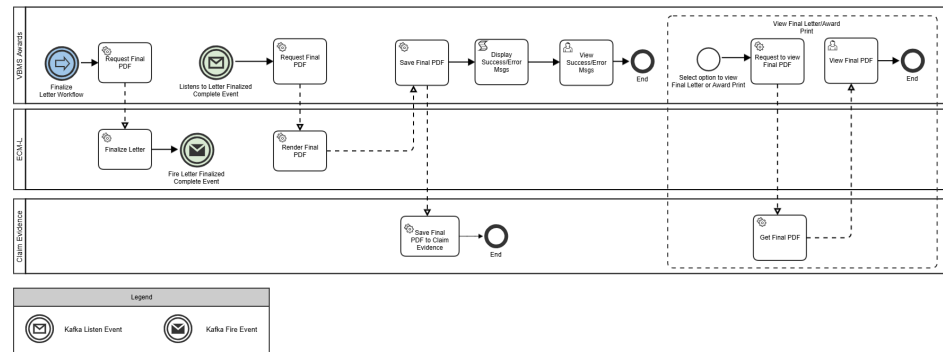 VBMS Awards
Finalize
Letter Workflow
Request Final
PDF
Listens to Letter Finalized
Complete Event
Request Final
PDF
Save Final PDF
Display
Success/Error
Msgs
View
Success/Error
Msgs
End
View Final Letter/Award
Print
Select option to view
Final Letter or Award Print
Request to view
Final PDF
View Final PDF
End
ECM-L
Finalize Letter
Fire Letter Finalized
Complete Event
Render Final
PDF
Claim Evidence
Save Final
PDF to Claim
Evidence
End
Get Final PDF
Legend
Kafka Listen Event
Kafka Fire Event